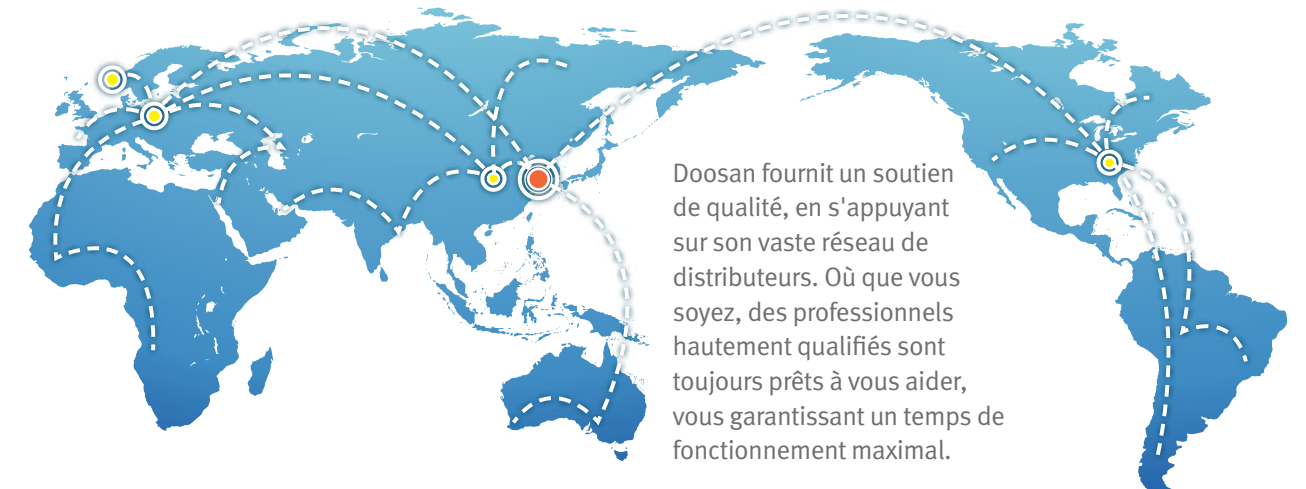 Doosan fournit un soutien
de qualité, en s'appuyant
sur son vaste réseau de
distributeurs. Où que vous
soyez, des professionnels
hautement qualifiés sont
toujours prêts à vous aider,
vous garantissant un temps de
fonctionnement maximal.